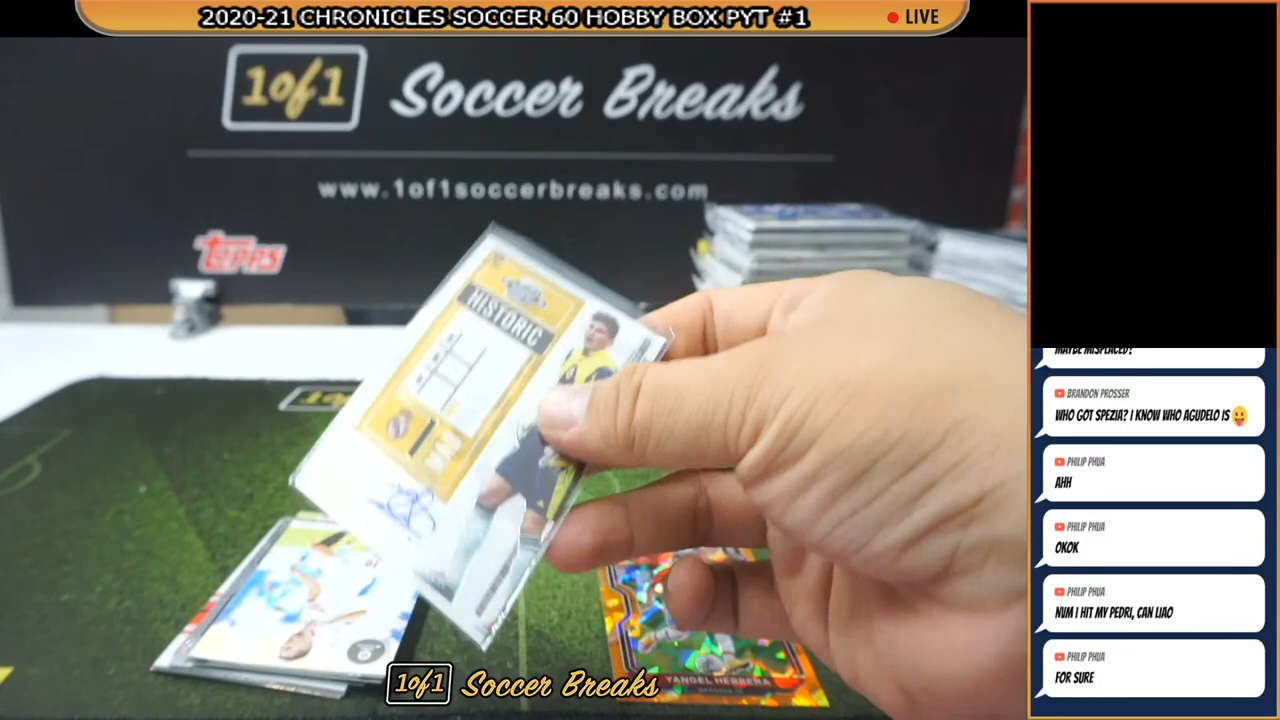 2020-21 CHRONICLES SOCCER 60 HOBBY BOX PYT #1
LIVE
1of1 Soccer Breaks
www.1of1soccerbreaks.com
TOPPS
HISTORIC
YANGEL HERRERA
1of1 Soccer Breaks
MAYBE MISPLACED?
BRANDON PROSSER
WHO GOT SPEZIA? I KNOW WHO AGUDELO IS 😛
PHILIP PHUA
AHH
PHILIP PHUA
OKOK
PHILIP PHUA
NUM I HIT MY PEDRI, CAN LIAO
PHILIP PHUA
FOR SURE